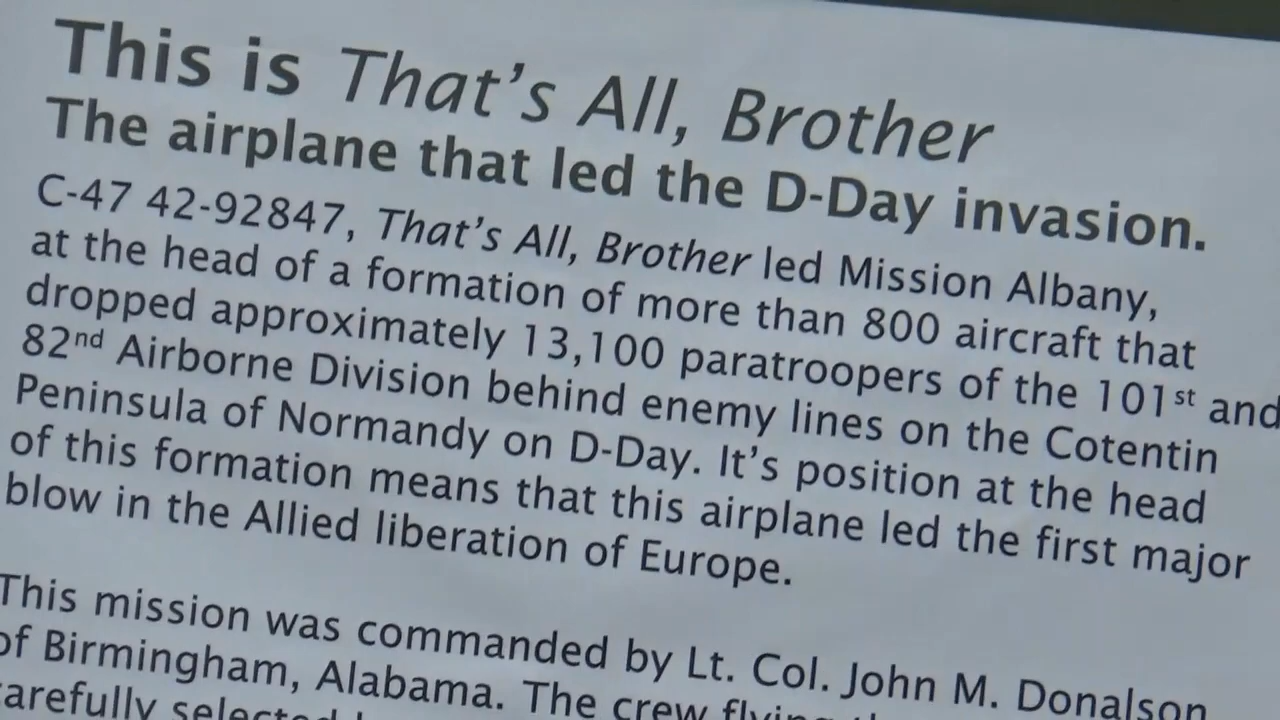 This is That's All, Brother
The airplane that led the D-Day invasion.
C-47 42-92847, That's All, Brother led Mission Albany,
at the head of a formation of more than 800 aircraft that
dropped approximately 13,100 paratroopers of the 101st and
82nd Airborne Division behind enemy lines on the Cotentin
Peninsula of Normandy on D-Day. It's position at the head
of this formation means that this airplane led the first major
blow in the Allied liberation of Europe.
This mission was commanded by Lt. Col. John M. Donalson
of Birmingham, Alabama. The crew flying
carefully selected